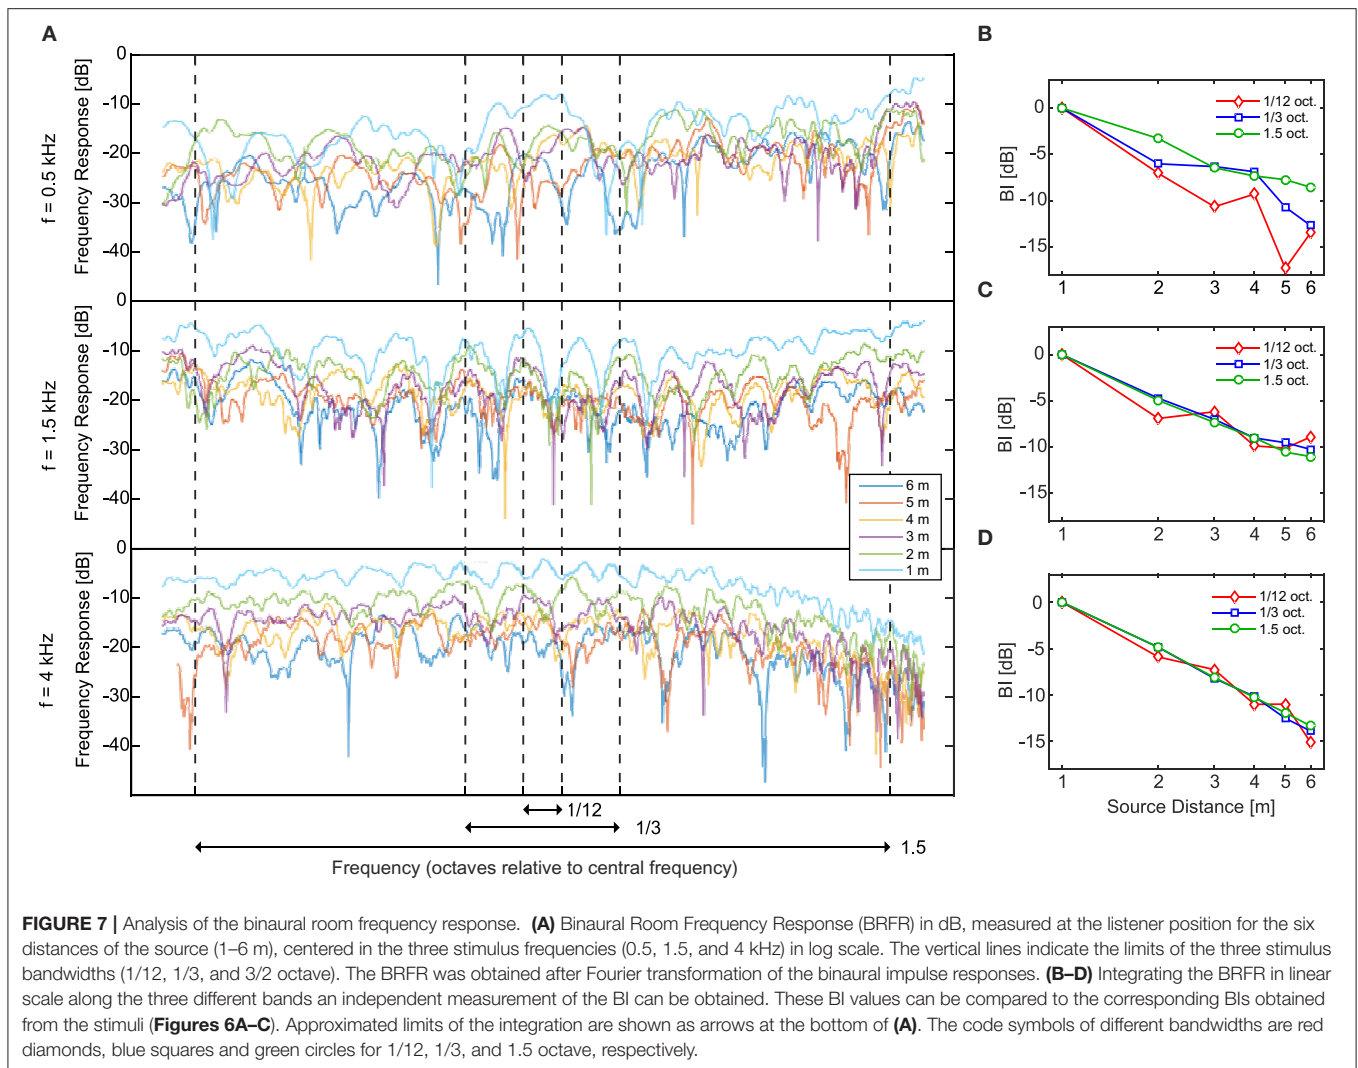 A
B
0
-10
-20
-30
-40
Frequency Response [dB]
f = 0.5 kHz
0
-10
-20
-30
-40
Frequency Response [dB]
f = 1.5 kHz
0
-10
-20
-30
-40
Frequency Response [dB]
f = 4 kHz
6 m
5 m
4 m
3 m
2 m
1 m
1/12
1/3
1.5
Frequency (octaves relative to central frequency)
0
-5
-10
-15
BI [dB]
1/12 oct.
1/3 oct.
1.5 oct.
1 2 3 4 5 6
C
0
-5
-10
-15
BI [dB]
1/12 oct.
1/3 oct.
1.5 oct.
1 2 3 4 5 6
D
0
-5
-10
-15
BI [dB]
1/12 oct.
1/3 oct.
1.5 oct.
1 2 3 4 5 6
Source Distance [m]
FIGURE 7 | Analysis of the binaural room frequency response. (A) Binaural Room Frequency Response (BRFR) in dB, measured at the listener position for the six
distances of the source (1–6 m), centered in the three stimulus frequencies (0.5, 1.5, and 4 kHz) in log scale. The vertical lines indicate the limits of the three stimulus
bandwidths (1/12, 1/3, and 3/2 octave). The BRFR was obtained after Fourier transformation of the binaural impulse responses. (B–D) Integrating the BRFR in linear
scale along the three different bands an independent measurement of the BI can be obtained. These BI values can be compared to the corresponding BIs obtained
from the stimuli (Figures 6A–C). Approximated limits of the integration are shown as arrows at the bottom of (A). The code symbols of different bandwidths are red
diamonds, blue squares and green circles for 1/12, 1/3, and 1.5 octave, respectively.